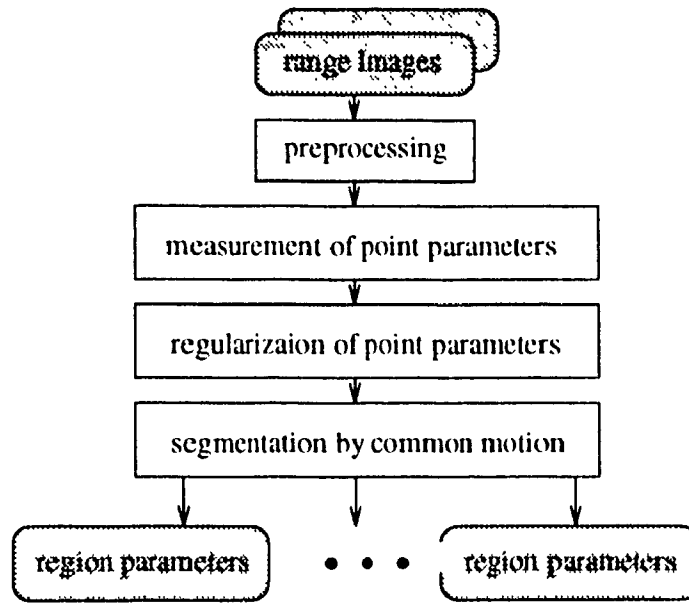 range images
preprocessing
measurement of point parameters
regularizaion of point parameters
segmentation by common motion
region parameters • • • region parameters